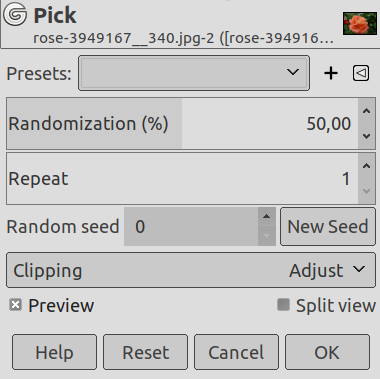 Pick
rose-3949167__340.jpg-2 ([rose-394916...
Presets:
Randomization (%) 50,00
Repeat 1
Random seed 0 New Seed
Clipping Adjust
Preview Split view
Help Reset Cancel OK